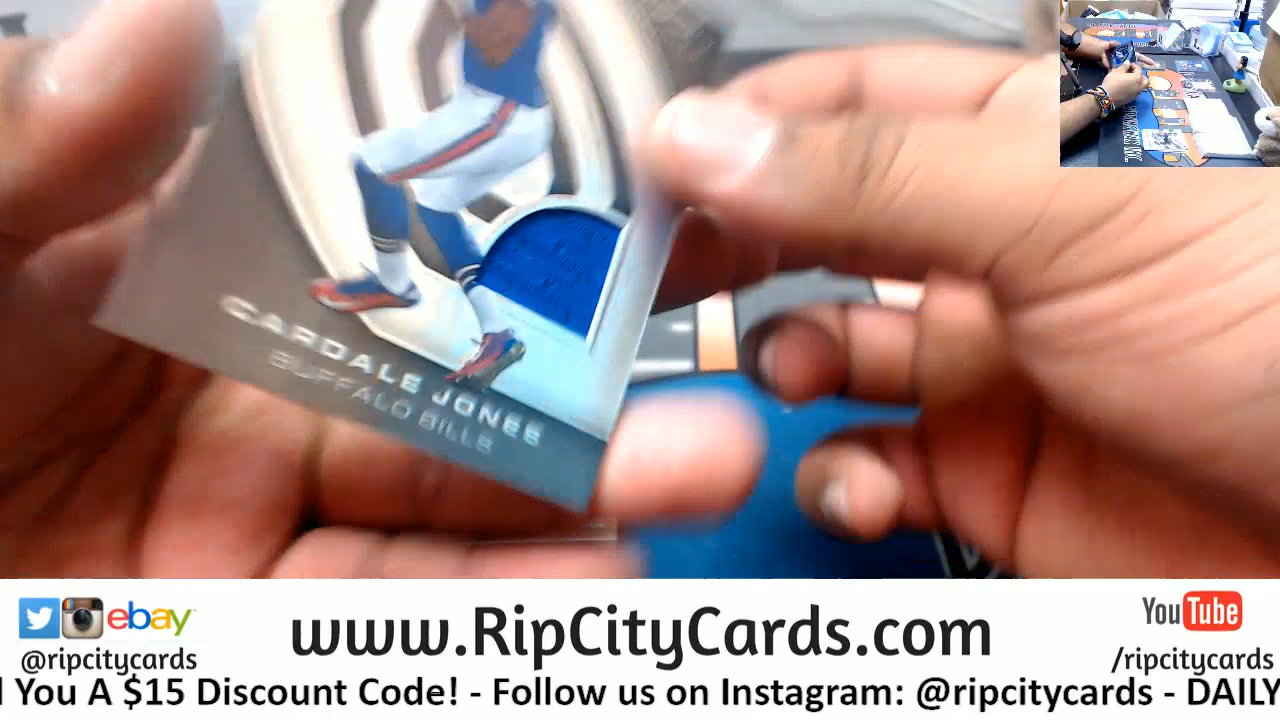 CARDALE JONES
BUFFALO BILLS
ebay
@ripcitycards
www.RipCityCards.com
YouTube
/ripcitycards
You A $15 Discount Code! - Follow us on Instagram: @ripcitycards - DAILY